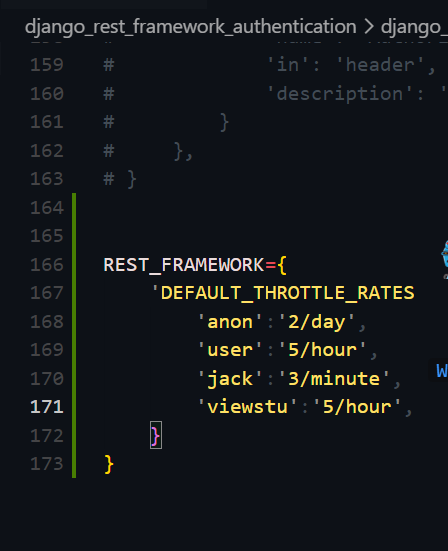 django_rest_framework_authentication > django_
159 # 'in': 'header',
160 # 'description': '
161 # }
162 # },
163 # }
164
165
166 REST_FRAMEWORK={
167 'DEFAULT_THROTTLE_RATES
168 'anon':'2/day',
169 'user':'5/hour',
170 'jack':'3/minute',
171 'viewstu':'5/hour',
172 }
173 }